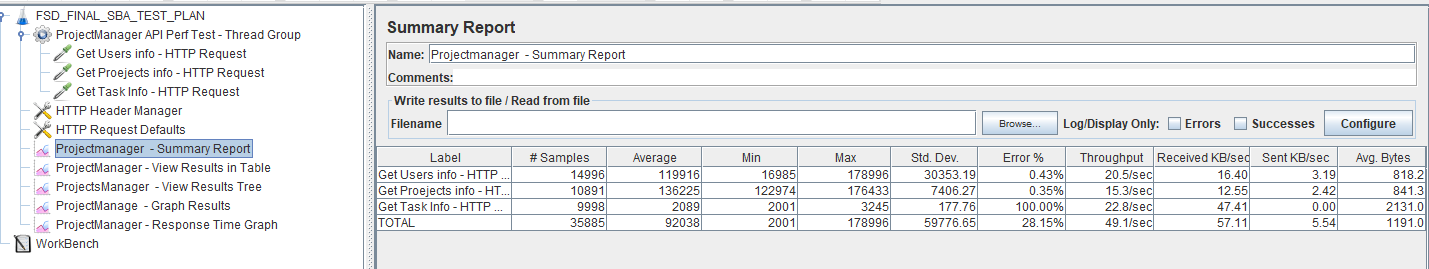 FSD_FINAL_SBA_TEST_PLAN
ProjectManager API Perf Test - Thread Group
Get Users info - HTTP Request
Get Proejects info - HTTP Request
Get Task Info - HTTP Request
HTTP Header Manager
HTTP Request Defaults
Projectmanager - Summary Report
ProjectManager - View Results in Table
ProjectsManager - View Results Tree
ProjectManage - Graph Results
ProjectManager - Response Time Graph
WorkBench
Summary Report
Name: Projectmanager - Summary Report
Comments:
Write results to file / Read from file
Filename Browse... Log/Display Only: Errors Successes Configure
Label # Samples Average Min Max Std. Dev. Error % Throughput Received KB/sec Sent KB/sec Avg. Bytes
Get Users info - HTTP ... 14996 119916 16985 178996 30353.19 0.43% 20.5/sec 16.40 3.19 818.2
Get Proejects info - HT... 10891 136225 122974 176433 7406.27 0.35% 15.3/sec 12.55 2.42 841.3
Get Task Info - HTTP ... 9998 2089 2001 3245 177.76 100.00% 22.8/sec 47.41 0.00 2131.0
TOTAL 35885 92038 2001 178996 59776.65 28.15% 49.1/sec 57.11 5.54 1191.0